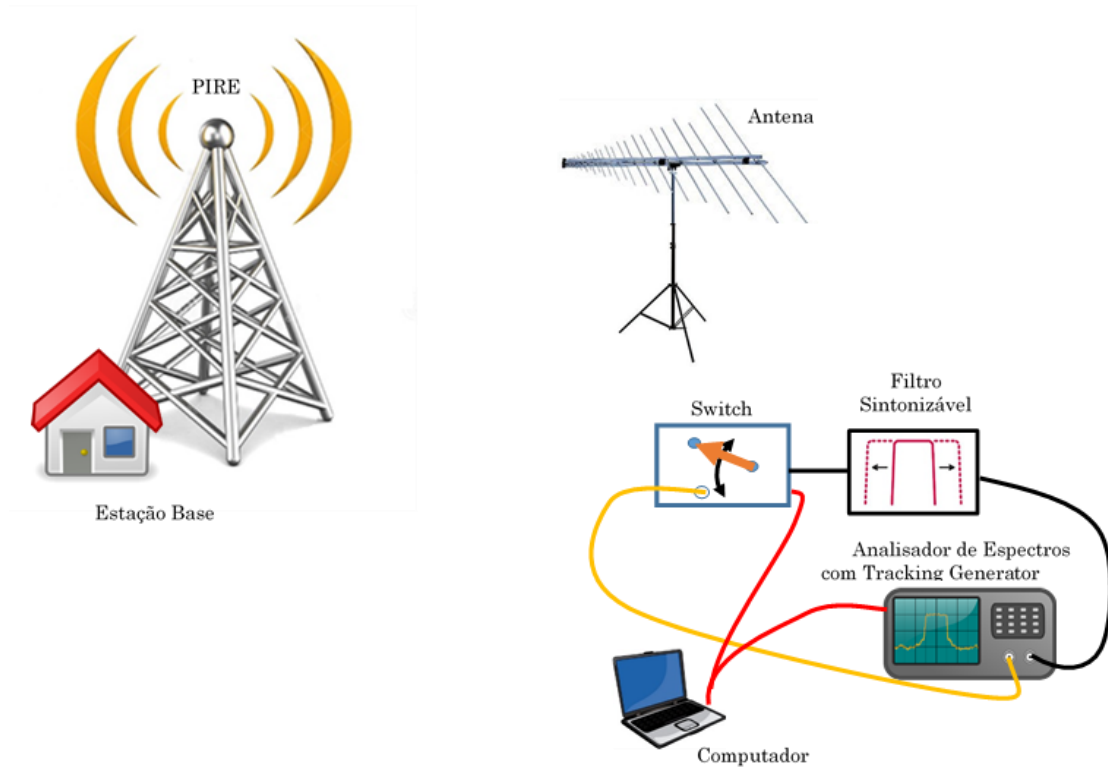 PIRE
Antena
Estação Base
Switch
Filtro
Sintonizável
Analisador de Espectros
com Tracking Generator
Computador